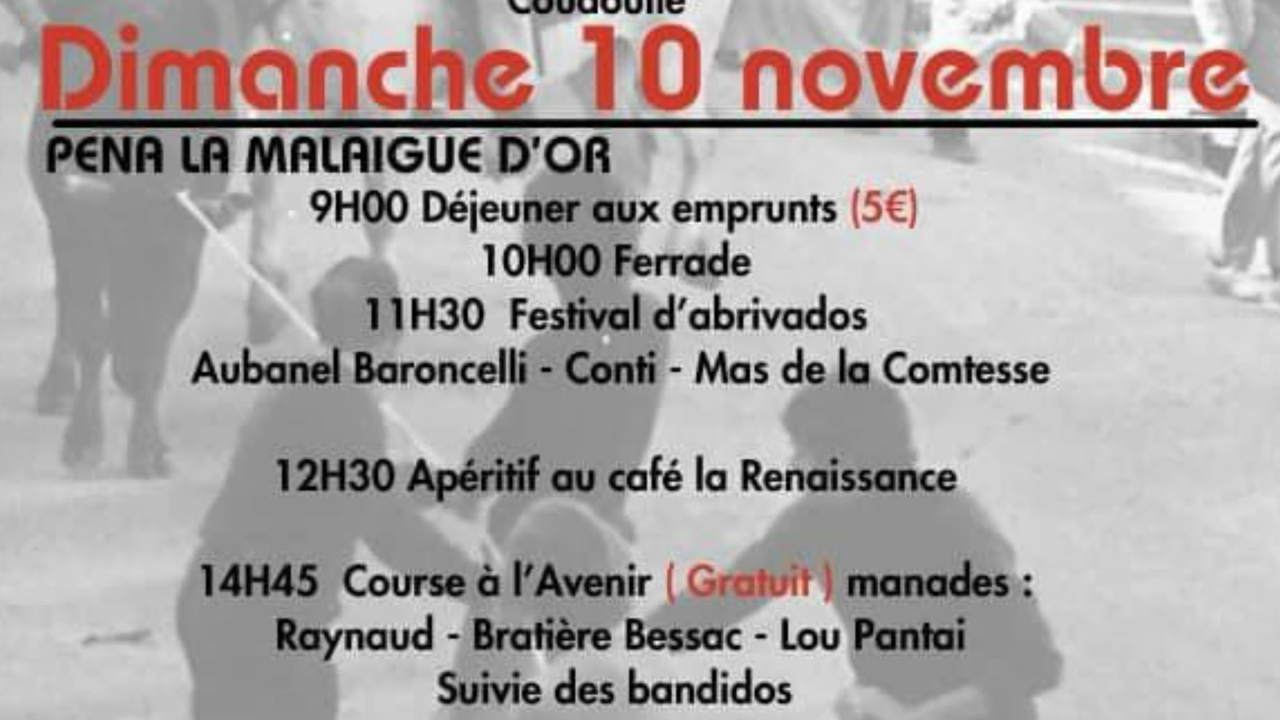 Coudoulie
Dimanche 10 novembre
PENA LA MALAIGUE D'OR
9H00 Déjeuner aux emprunts (5€)
10H00 Ferrade
11H30 Festival d'abrivados
Aubanel Baroncelli - Conti - Mas de la Comtesse
12H30 Apéritif au café la Renaissance
14H45 Course à l'Avenir ( Gratuit ) manades :
Raynaud - Bratière Bessac - Lou Pantai
Suivie des bandidos